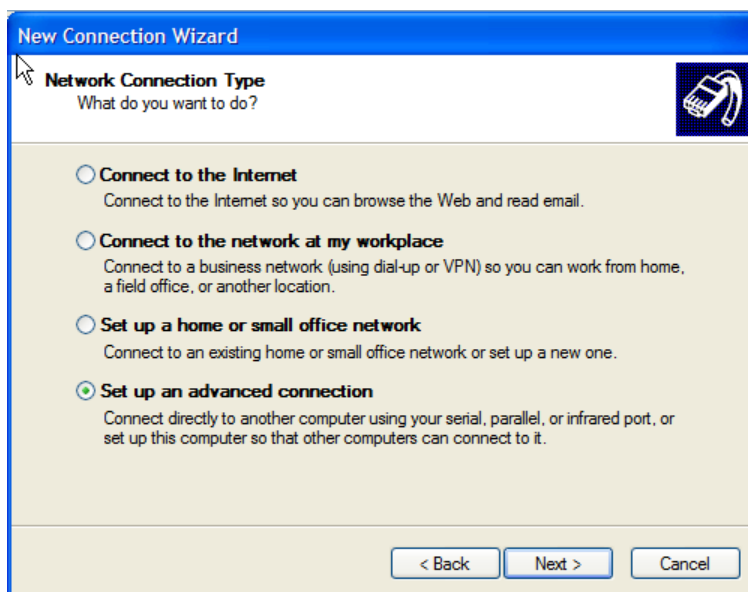 New Connection Wizard
Network Connection Type
What do you want to do?
Connect to the Internet
Connect to the Internet so you can browse the Web and read email.
Connect to the network at my workplace
Connect to a business network (using dial-up or VPN) so you can work from home,
a field office, or another location.
Set up a home or small office network
Connect to an existing home or small office network or set up a new one.
Set up an advanced connection
Connect directly to another computer using your serial, parallel, or infrared port, or
set up this computer so that other computers can connect to it.
< Back Next > Cancel